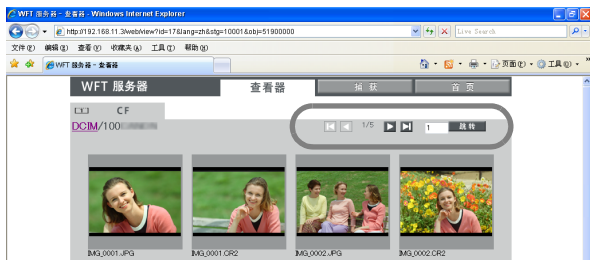 WFT 服务器 - 查看器 - Windows Internet Explorer
http://192.168.11.3/webview?id=17&lang=zh&stg=10001&obj=51900000
Live Search
文件(F) 编辑(E) 查看(V) 收藏夹(A) 工具(T) 帮助(H)
WFT 服务器 - 查看器
页面(P) 工具(O)
WFT 服务器 查看器 捕获 首页
CF
DCIM/100
1/5 1 跳转
IMG_0001.JPG IMG_0001.CR2 IMG_0002.JPG IMG_0002.CR2